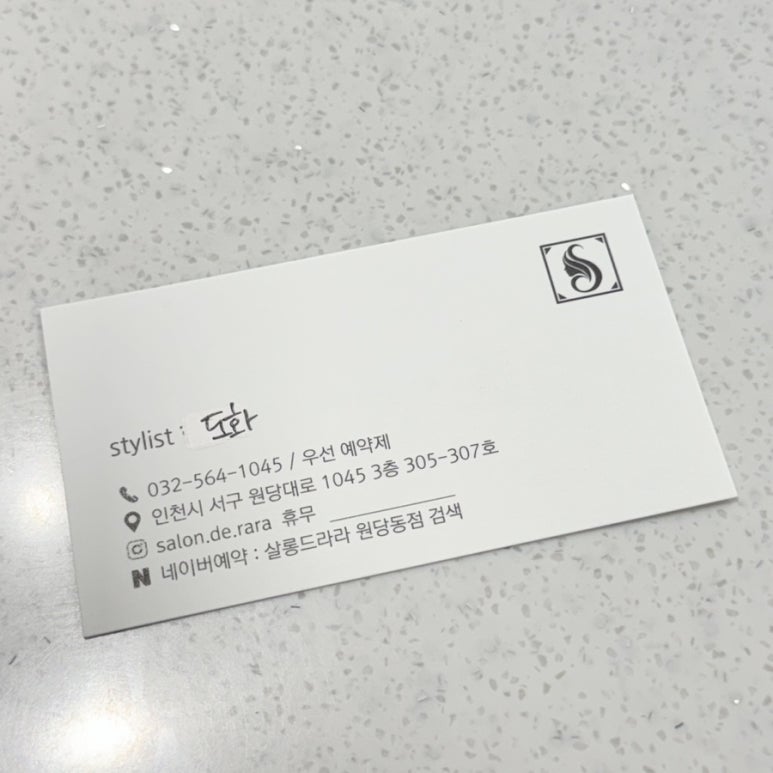 stylist : 도화
032-564-1045 / 우선 예약제
인천시 서구 원당대로 1045 3층 305-307호
salon.de.rara 휴무
N 네이버예약 : 살롱드라라 원당동점 검색